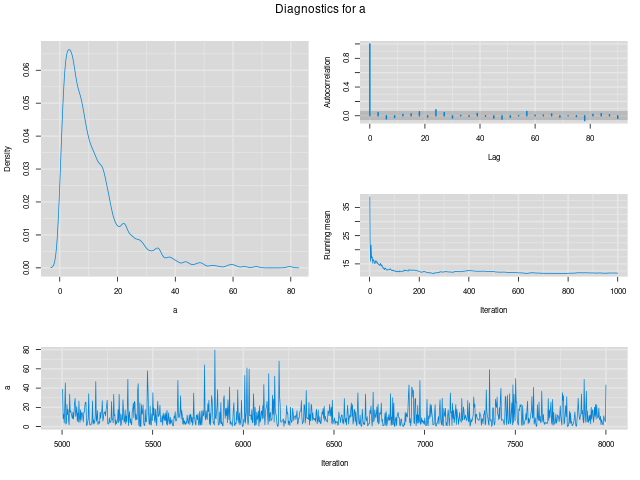 Diagnostics for a
Density
0.00 0.01 0.02 0.03 0.04 0.05 0.06
0 20 40 60 80
a
Autocorrelation
0.0 0.4 0.8
0 20 40 60 80
Lag
Running mean
15 25 35
0 200 400 600 800 1000
Iteration
a
0 20 40 60 80
5000 5500 6000 6500 7000 7500 8000
Iteration